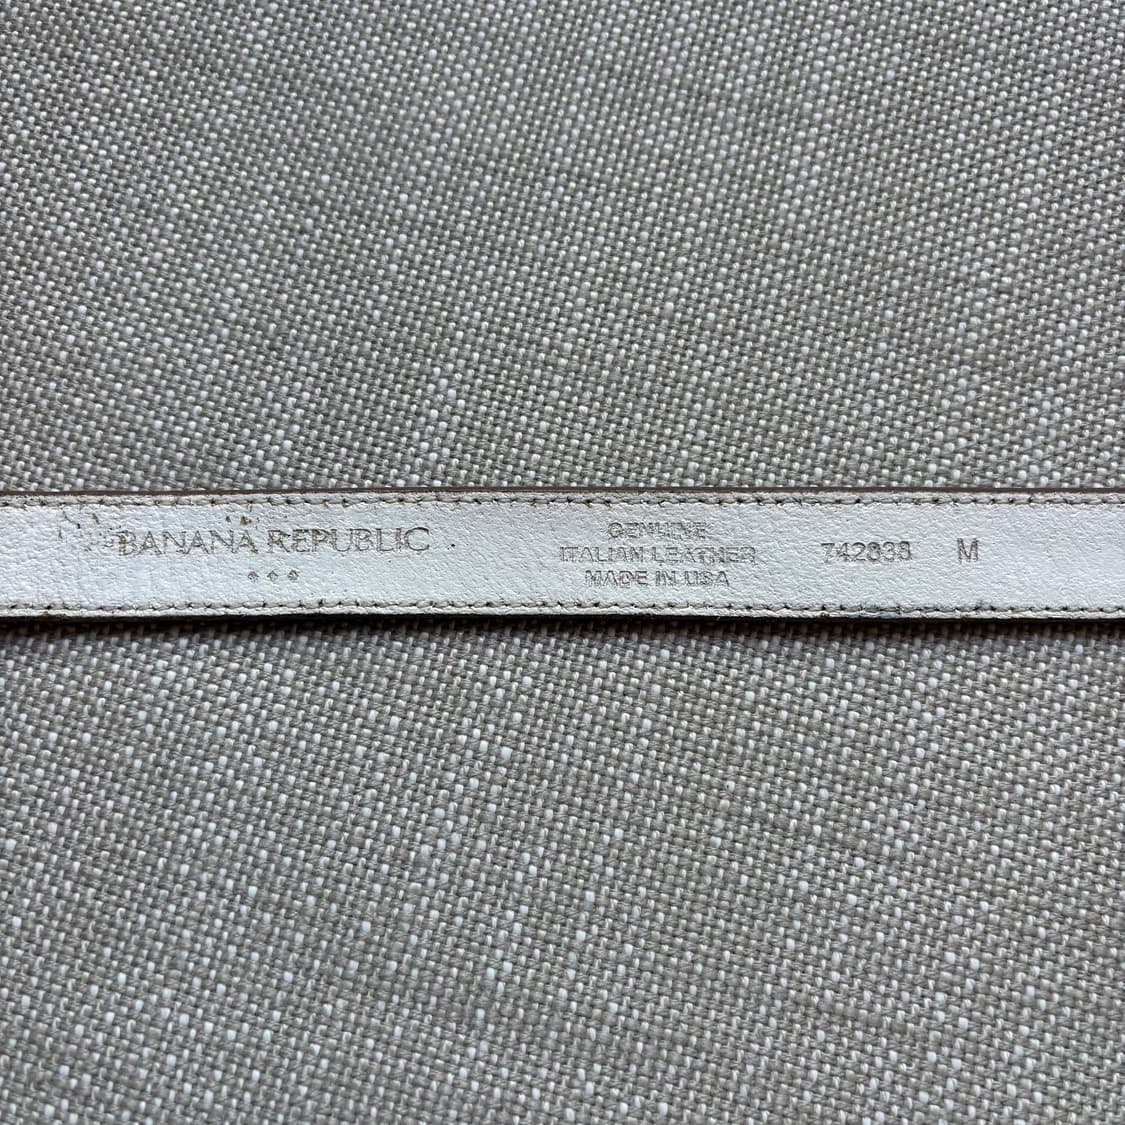 BANANA REPUBLIC
GENUINE
ITALIAN LEATHER
MADE IN USA
742838 M